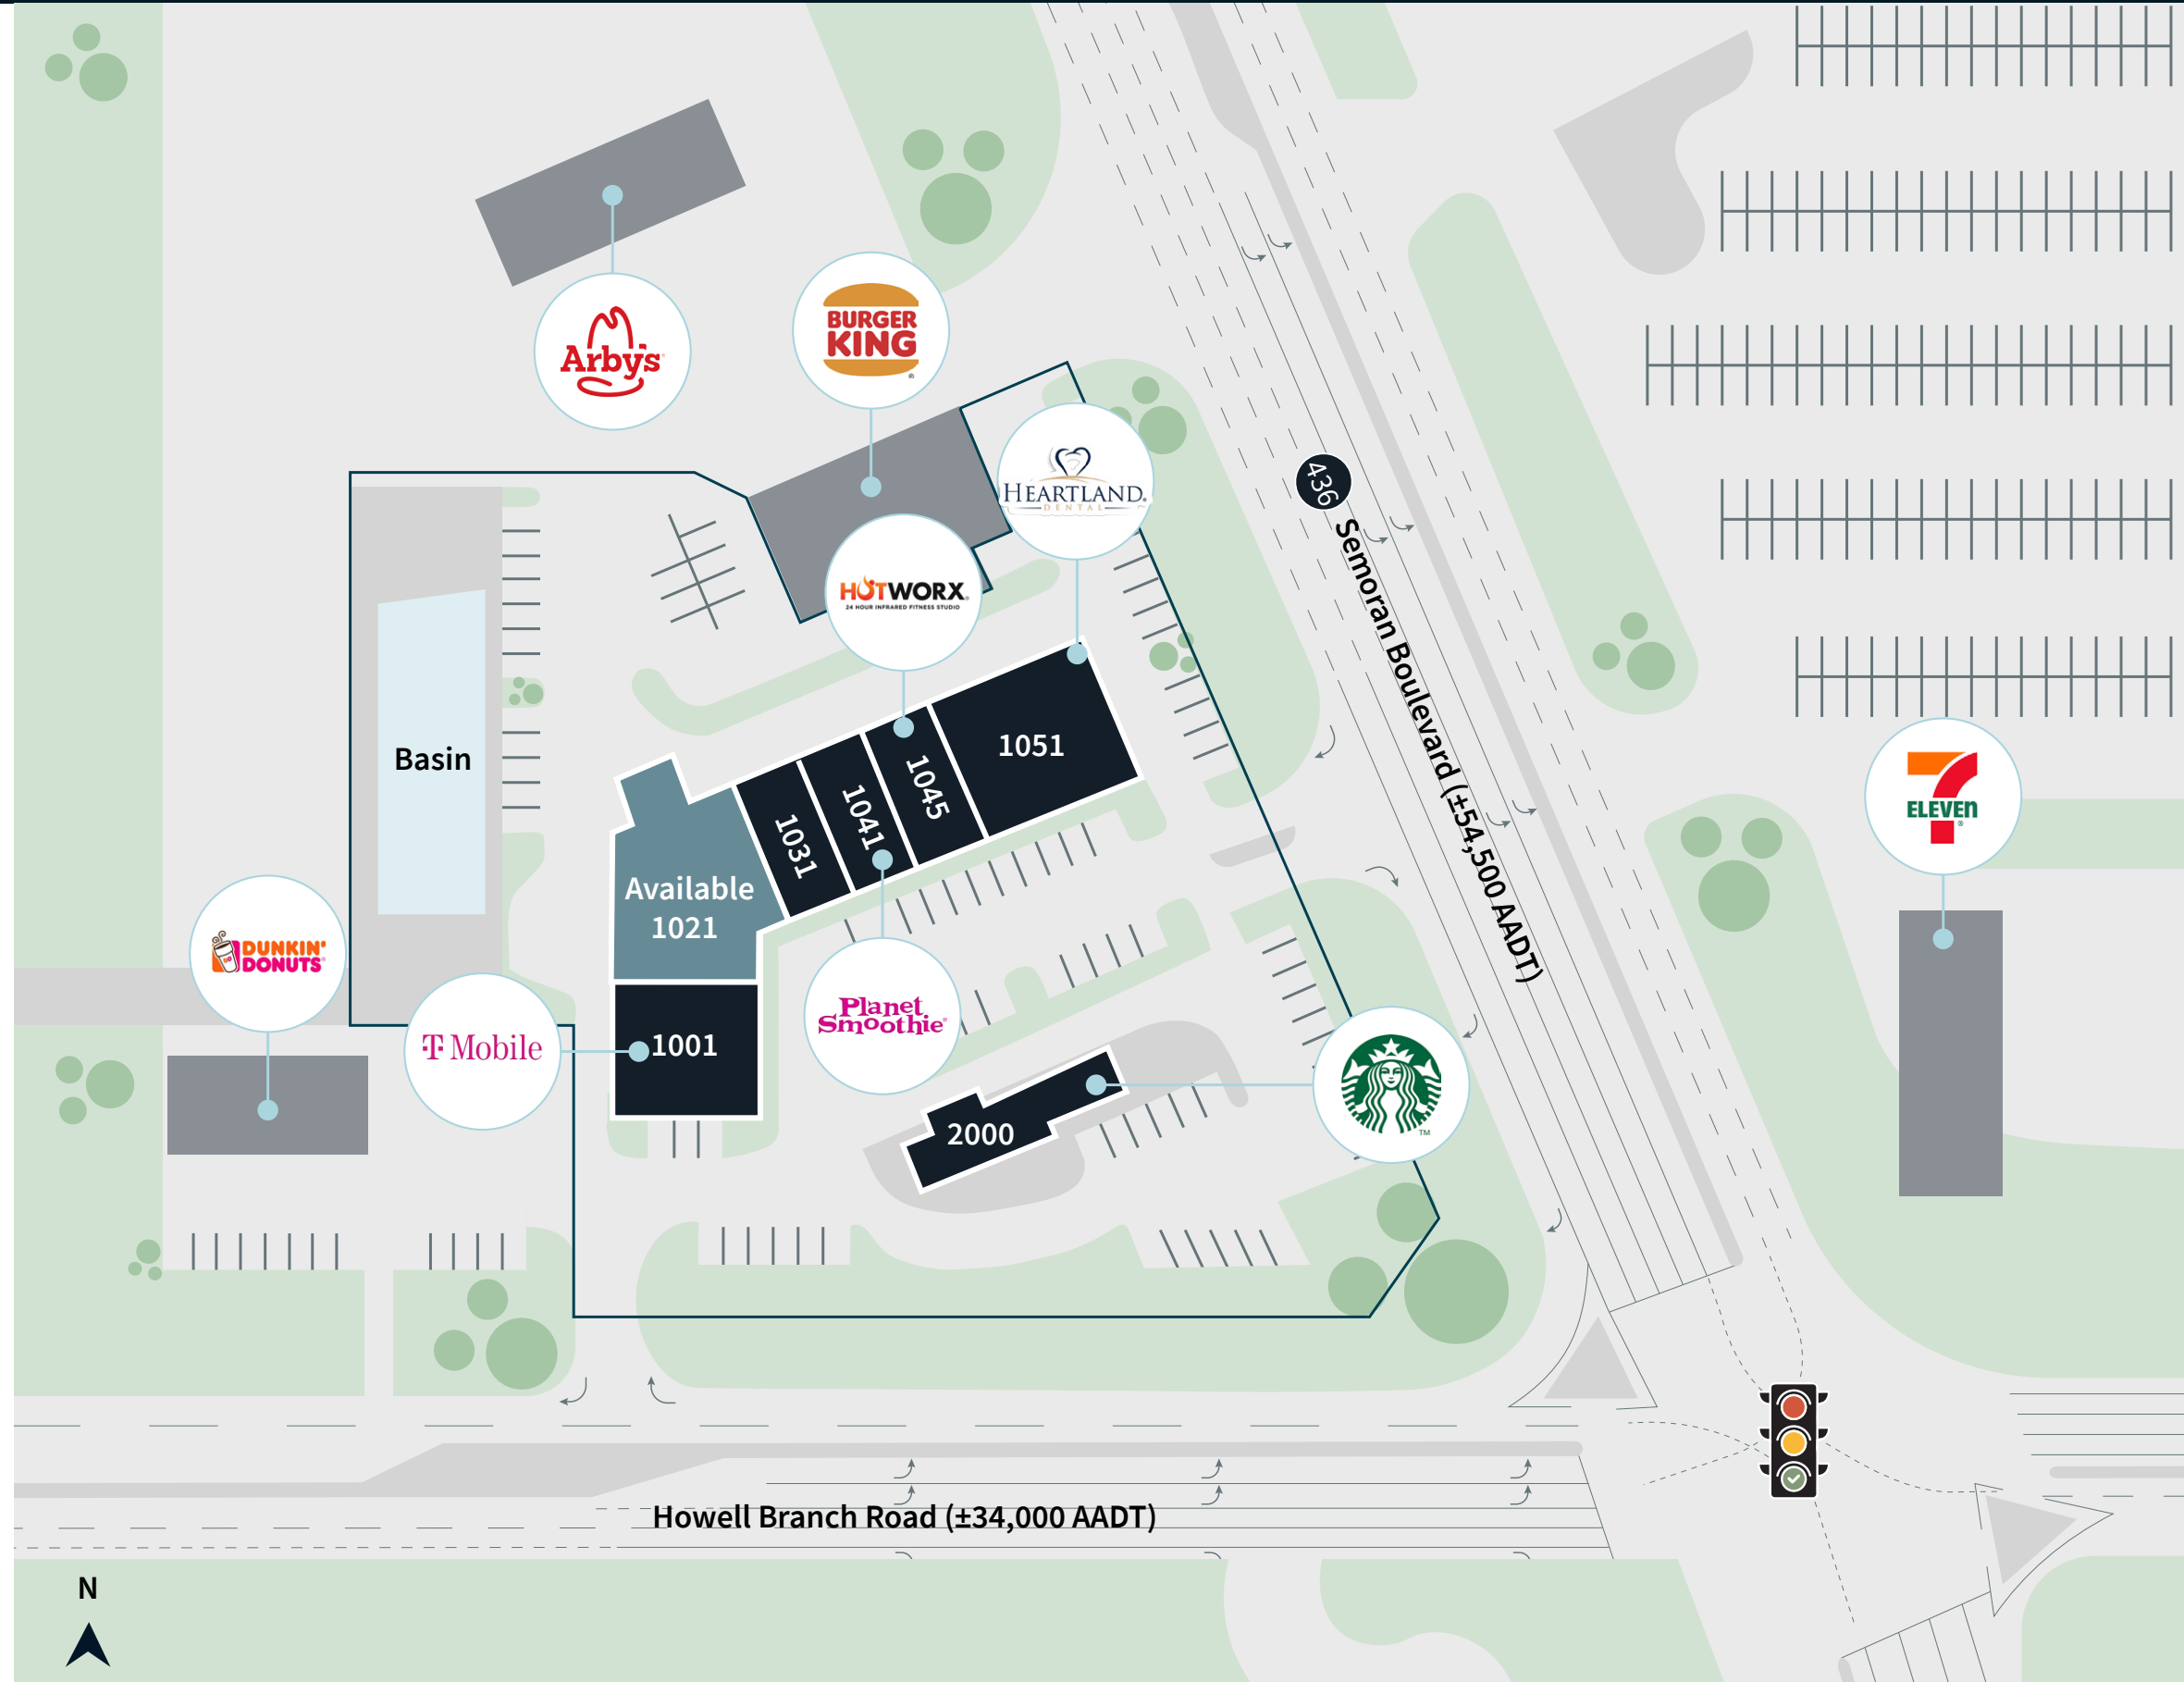 Arby's
BURGER
KING
®
HEARTLAND.
DENTAL
HOTWORX®
24 HOUR INFRARED FITNESS STUDIO
436
Semoran Boulevard (±54,500 AADT)
Basin
1051
1045
1041
1031
Available
1021
7
ELEVEn
®
DUNKIN'
DONUTS
T Mobile
1001
Planet
Smoothie®
2000
TM
Howell Branch Road (±34,000 AADT)
N